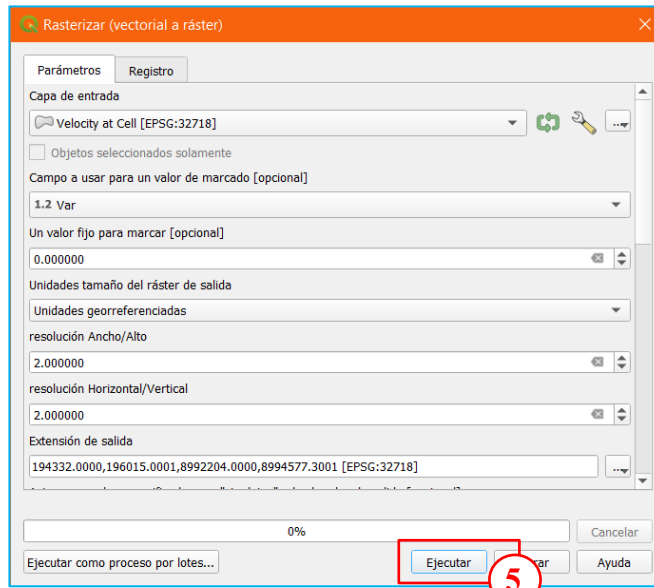 Rasterizar (vectorial a ráster)
Parámetros Registro
Capa de entrada
Velocity at Cell [EPSG:32718]
Objetos seleccionados solamente
Campo a usar para un valor de marcado [opcional]
1.2 Var
Un valor fijo para marcar [opcional]
0.000000
Unidades tamaño del ráster de salida
Unidades georreferenciadas
resolución Ancho/Alto
2.000000
resolución Horizontal/Vertical
2.000000
Extensión de salida
194332.0000,196015.0001,8992204.0000,8994577.3001 [EPSG:32718]
0%
Cancelar
Ejecutar como proceso por lotes... Ejecutar Ayuda
5